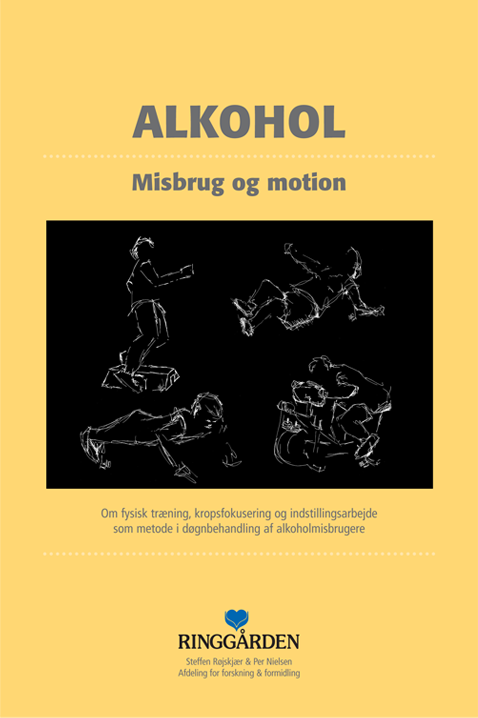 ALKOHOL
Misbrug og motion
Om fysisk træning, kropsfokusering og indstillingsarbejde
som metode i døgnbehandling af alkoholmisbrugere
RINGGÅRDEN
Steffen Røjskjær & Per Nielsen
Afdeling for forskning & formidling